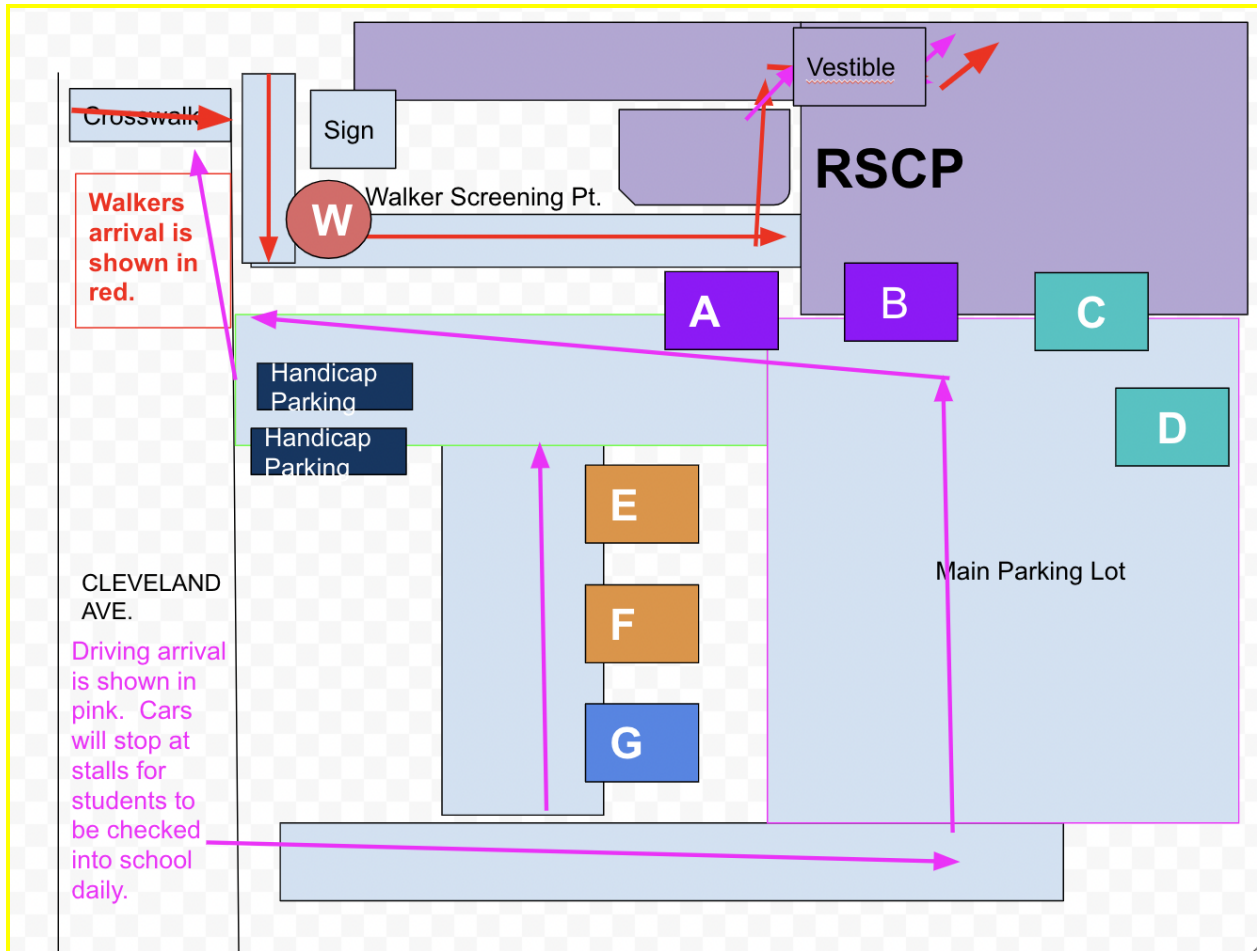 Vestible
Crosswalk
Sign
RSCP
Walkers
arrival is
shown in
red.
W
Walker Screening Pt.
A
B
C
Handicap
Parking
D
Handicap
Parking
E
F
Main Parking Lot
CLEVELAND
AVE.
G
Driving arrival
is shown in
pink. Cars
will stop at
stalls for
students to
be checked
into school
daily.